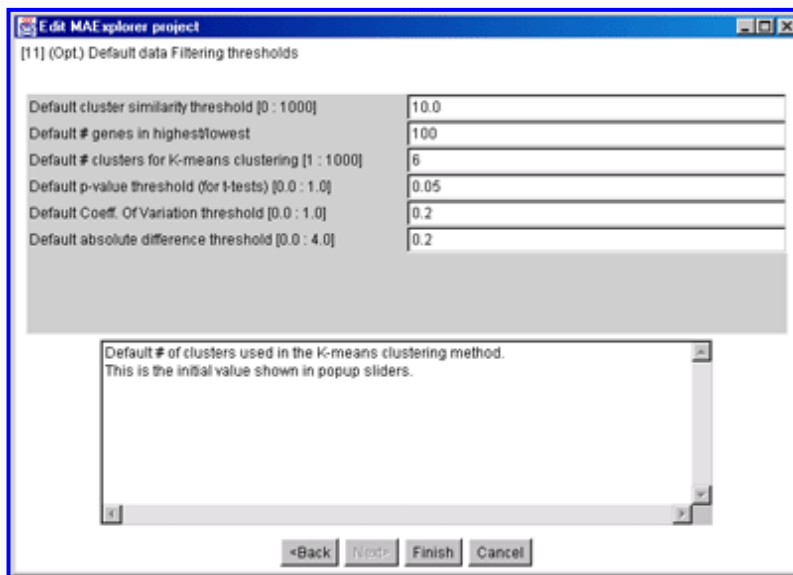 Edit MAExplorer project
[11] (Opt.) Default data Filtering thresholds
Default cluster similarity threshold [0 : 1000] 10.0
Default # genes in highest/lowest 100
Default # clusters for K-means clustering [1 : 1000] 6
Default p-value threshold (for t-tests) [0.0 : 1.0] 0.05
Default Coeff. Of Variation threshold [0.0 : 1.0] 0.2
Default absolute difference threshold [0.0 : 4.0] 0.2
Default # of clusters used in the K-means clustering method.
This is the initial value shown in popup sliders.
<Back Next> Finish Cancel